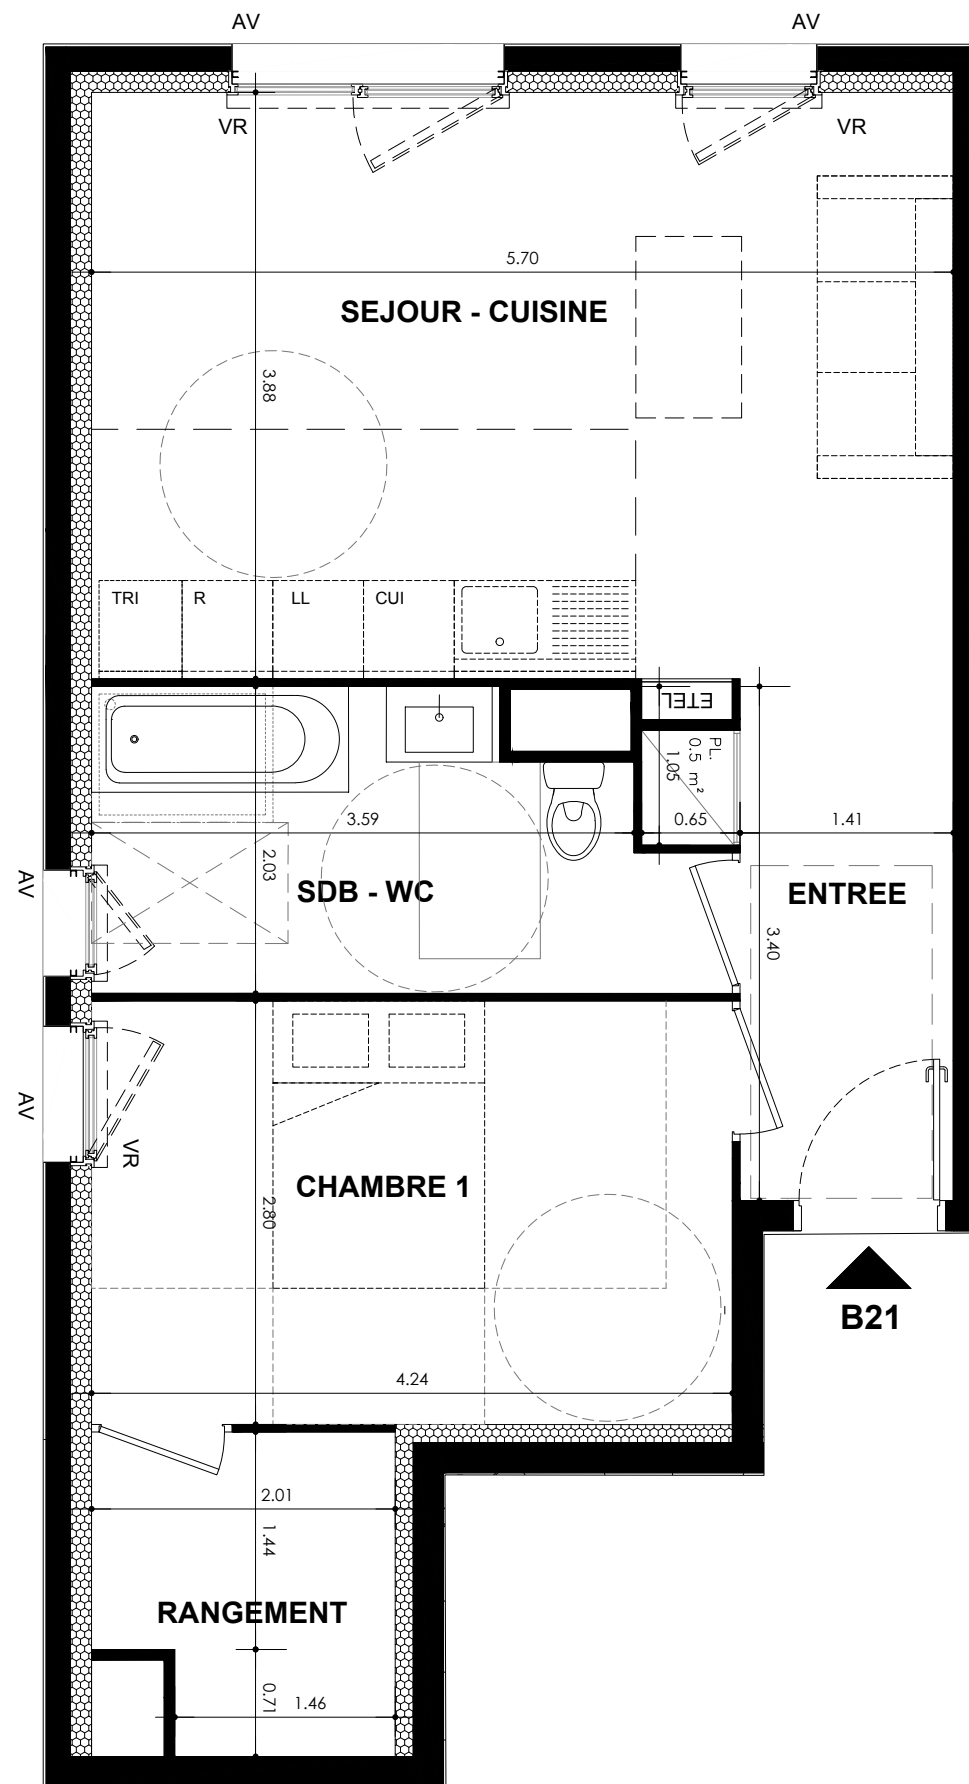 AV
AV
VR
VR
5.70
SEJOUR - CUISINE
3.88
TRI
R
LL
CUI
ETEL
PL.
0.5 m²
1.05
3.59
0.65
1.41
2.03
AV
SDB - WC
ENTREE
3.40
AV
VR
CHAMBRE 1
2.80
B21
4.24
2.01
1.44
RANGEMENT
0.71
1.46